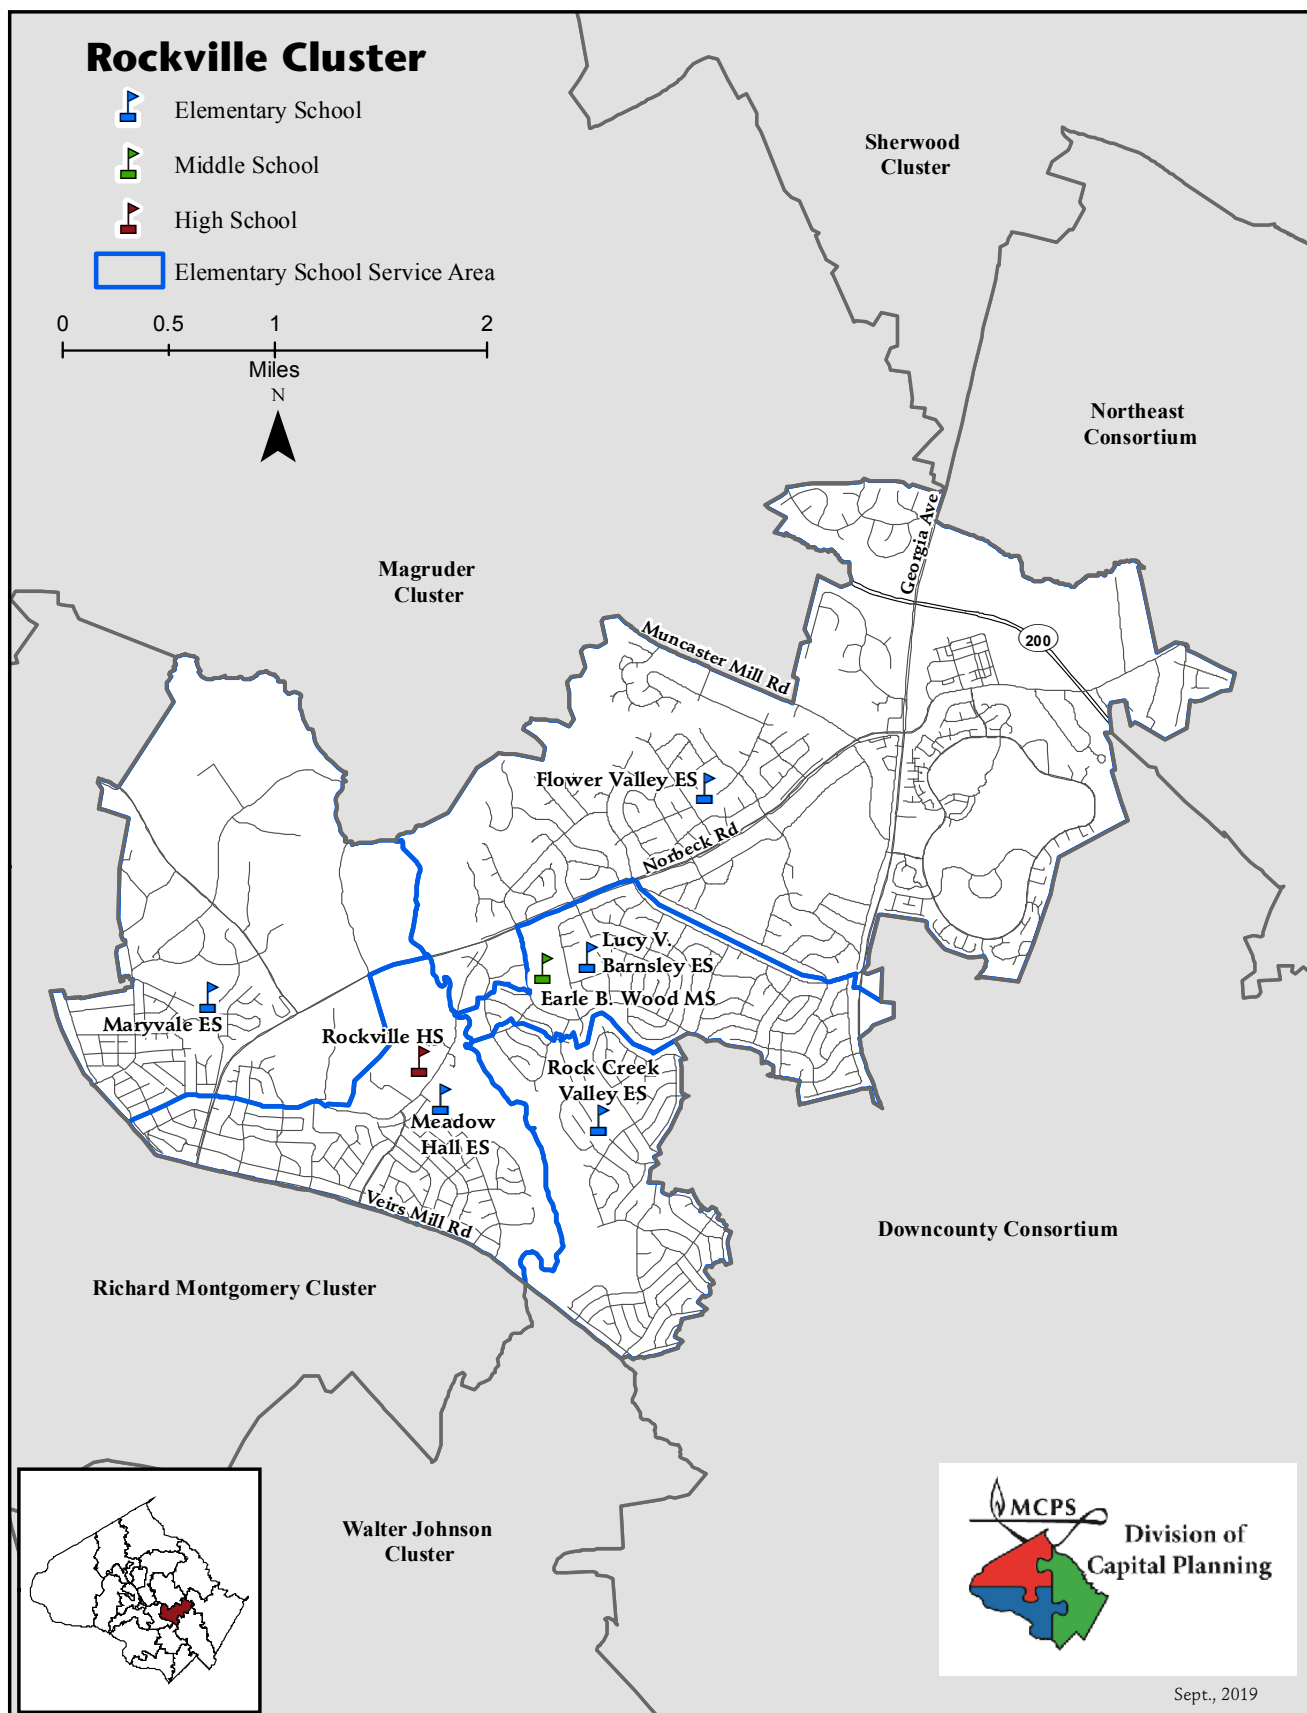 Rockville Cluster
Elementary School
Middle School
High School
Elementary School Service Area
0 0.5 1 2
Miles
N
Sherwood
Cluster
Northeast
Consortium
Magruder
Cluster
Georgia Ave
200
Muncaster Mill Rd
Flower Valley ES
Norbeck Rd
Lucy V.
Barnsley ES
Earle B. Wood MS
Maryvale ES
Rockville HS
Rock Creek
Valley ES
Meadow
Hall ES
Veirs Mill Rd
Downcounty Consortium
Richard Montgomery Cluster
Walter Johnson
Cluster
MCPS
Division of
Capital Planning
Sept., 2019